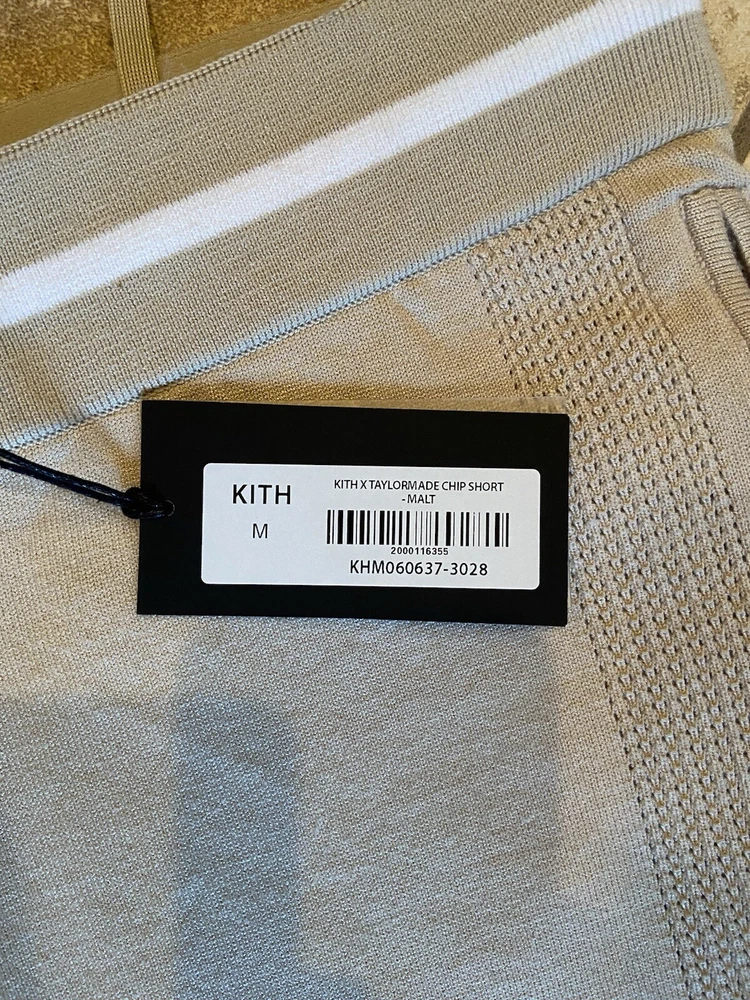 KITH
M
KITH X TAYLORMADE CHIP SHORT
- MALT
2000116355
KHM060637-3028